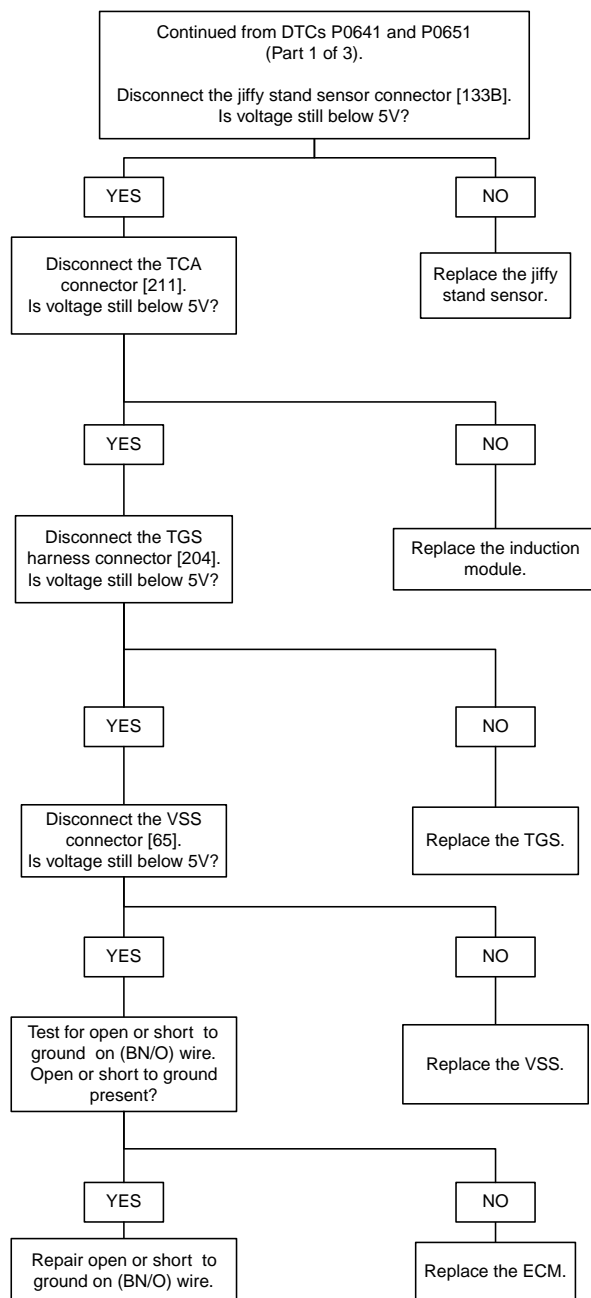 Continued from DTCs P0641 and P0651
(Part 1 of 3).
Disconnect the jiffy stand sensor connector [133B].
Is voltage still below 5V?
YES
NO
Disconnect the TCA
connector [211].
Is voltage still below 5V?
Replace the jiffy
stand sensor.
YES
NO
Disconnect the TGS
harness connector [204].
Is voltage still below 5V?
Replace the induction
module.
YES
NO
Disconnect the VSS
connector [65].
Is voltage still below 5V?
Replace the TGS.
YES
NO
Test for open or short to
ground on (BN/O) wire.
Open or short to ground
present?
Replace the VSS.
YES
NO
Repair open or short to
ground on (BN/O) wire.
Replace the ECM.